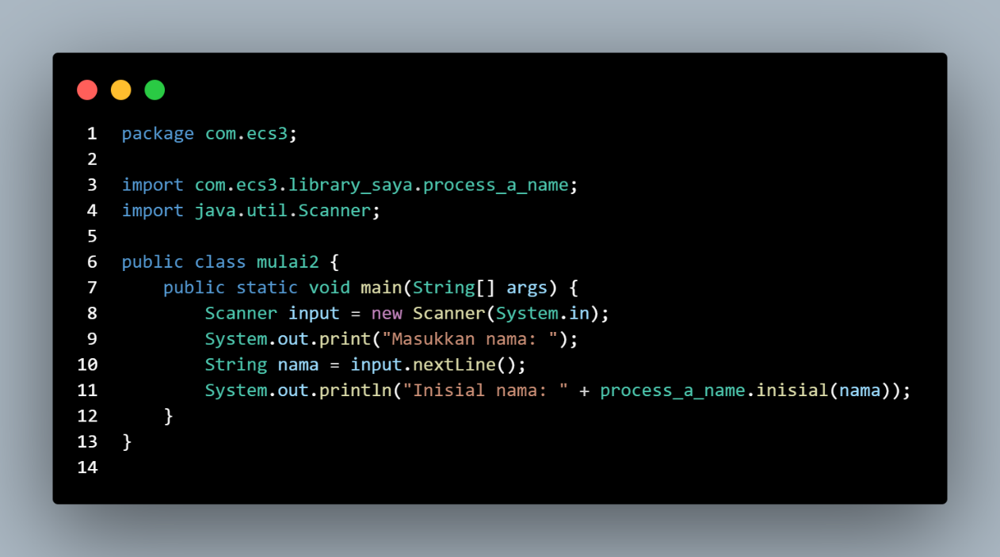 1 package com.ecs3;
2
3 import com.ecs3.library_saya.process_a_name;
4 import java.util.Scanner;
5
6 public class mulai2 {
7     public static void main(String[] args) {
8         Scanner input = new Scanner(System.in);
9         System.out.print("Masukkan nama: ");
10         String nama = input.nextLine();
11         System.out.println("Inisial nama: " + process_a_name.inisial(nama));
12     }
13 }
14